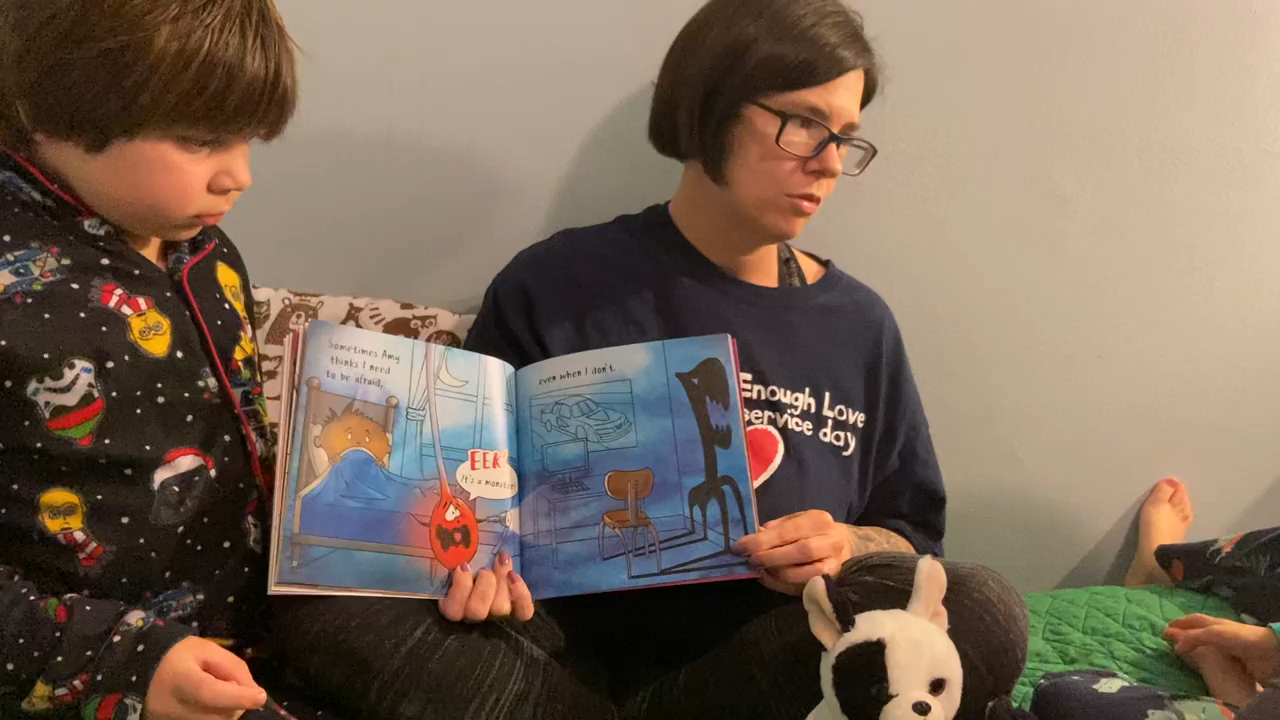 Sometimes Amy
thinks I need
to be afraid,
EEK!
It's a monster!
even when I don't.
Enough Love
service day